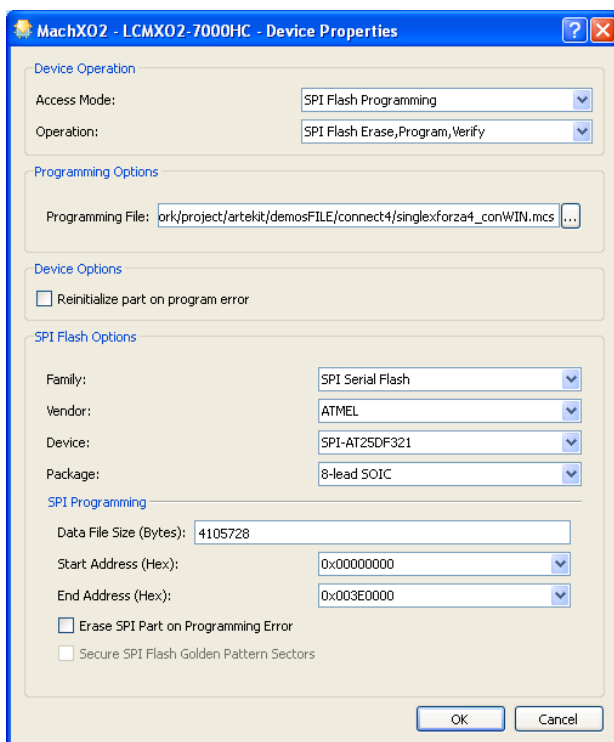 MachXO2 - LCMXO2-7000HC - Device Properties
Device Operation
Access Mode: SPI Flash Programming
Operation: SPI Flash Erase,Program,Verify
Programming Options
Programming File: ork/project/artekit/demosFILE/connect4/singlexforza4_conWIN.mcs ...
Device Options
Reinitialize part on program error
SPI Flash Options
Family: SPI Serial Flash
Vendor: ATMEL
Device: SPI-AT25DF321
Package: 8-lead SOIC
SPI Programming
Data File Size (Bytes): 4105728
Start Address (Hex): 0x00000000
End Address (Hex): 0x003E0000
Erase SPI Part on Programming Error
Secure SPI Flash Golden Pattern Sectors
OK Cancel